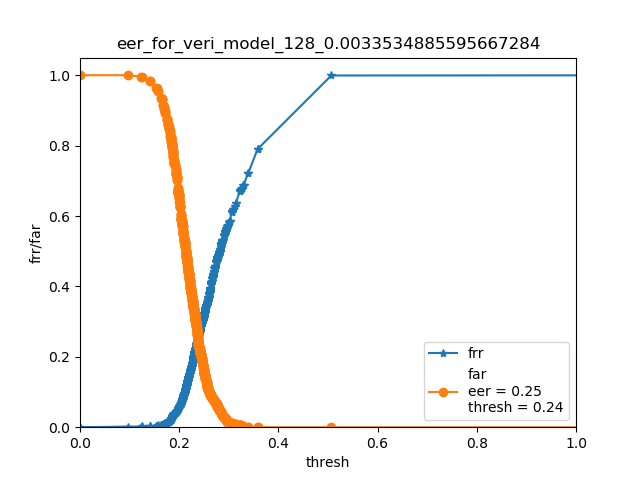 eer_for_veri_model_128_0.0033534885595667284
1.0
0.8
0.6
0.4
0.2
0.0
frr/far
0.0 0.2 0.4 0.6 0.8 1.0
thresh
frr
far
eer = 0.25
thresh = 0.24